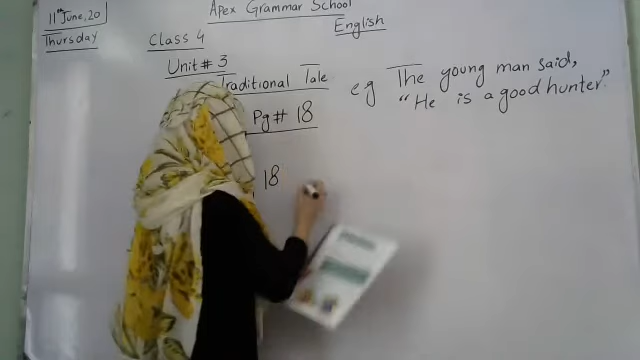 11th June, 20
Thursday
Apex Grammar School
English
Class 4
Unit # 3
Traditional Tale
Pg # 18
e g The young man said,
"He is a good hunter"
18